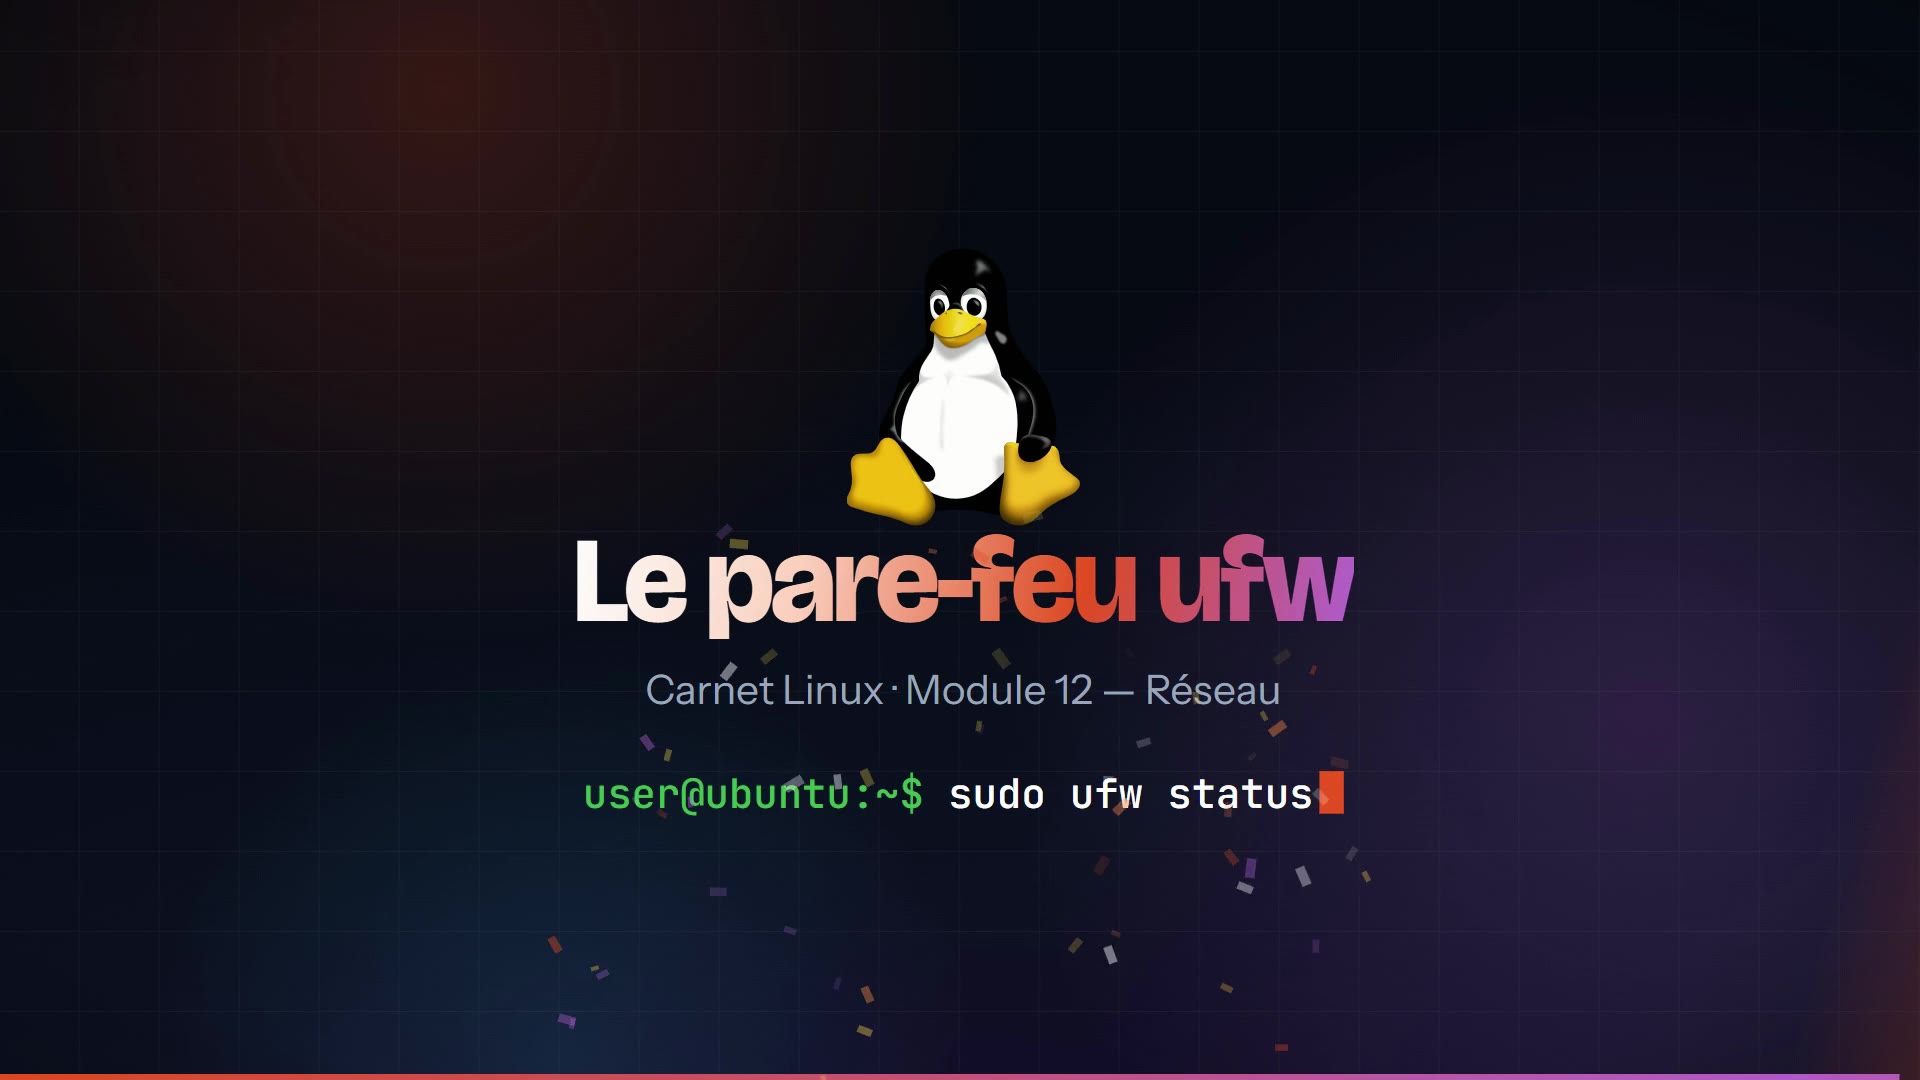 Le pare-feu ufw
Carnet Linux · Module 12 — Réseau
user@ubuntu:~$ sudo ufw status